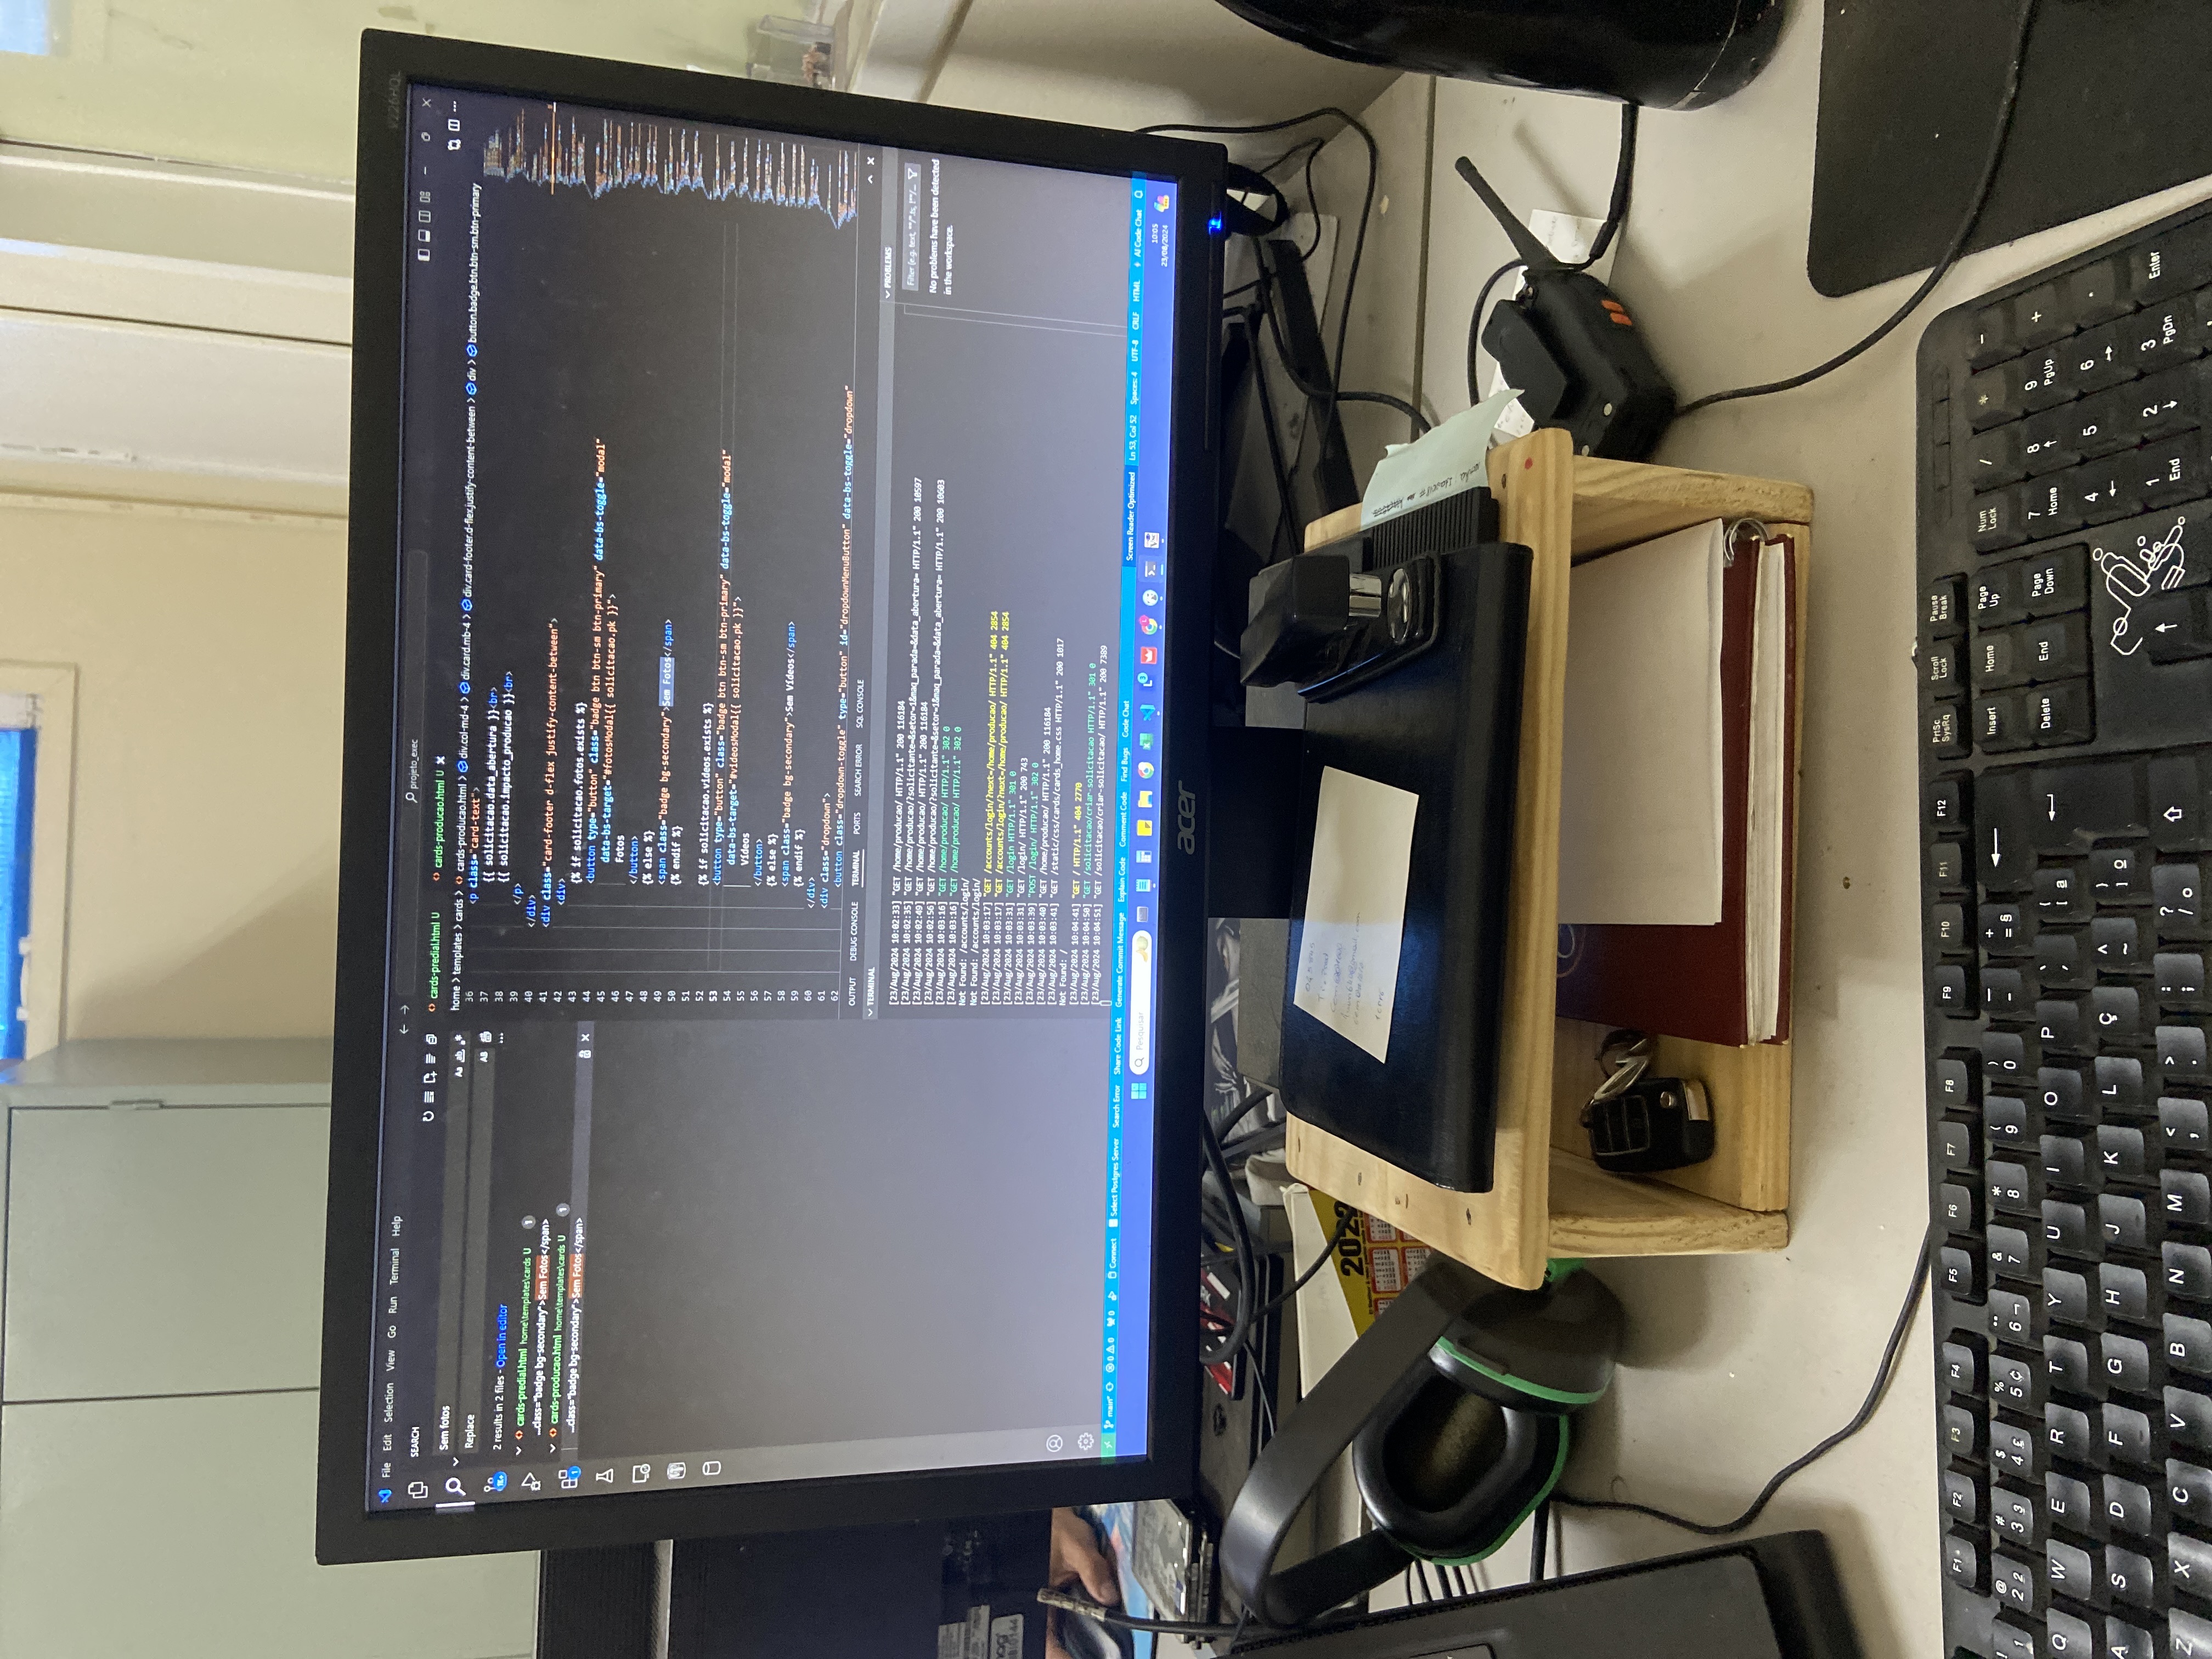 V226HQL
File Edit Selection View Go Run Terminal Help
projeto_exec
SEARCH
Sem fotos
Replace
2 results in 2 files - Open in editor
cards-predial.html home\templates\cards U 1
...class="badge bg-secondary">Sem Fotos</span>
cards-producao.html home\templates\cards U 1
...class="badge bg-secondary">Sem Fotos</span>
cards-predial.html U cards-producao.html U
home > templates > cards > cards-producao.html > div.col-md-4 > div.card.mb-4 > div.card-footer.d-flex.justify-content-between > div > button.badge.btn.btn-sm.btn-primary
36 <p class="card-text">
37 {{ solicitacao.data_abertura }}<br>
38 {{ solicitacao.impacto_producao }}<br>
39 </p>
40 </div>
41 <div class="card-footer d-flex justify-content-between">
42 <div>
43 {% if solicitacao.fotos.exists %}
44 <button type="button" class="badge btn btn-sm btn-primary" data-bs-toggle="modal"
45 data-bs-target="#fotosModal{{ solicitacao.pk }}">
46 Fotos
47 </button>
48 {% else %}
49 <span class="badge bg-secondary">Sem Fotos</span>
50 {% endif %}
51
52 {% if solicitacao.videos.exists %}
53 <button type="button" class="badge btn btn-sm btn-primary" data-bs-toggle="modal"
54 data-bs-target="#videosModal{{ solicitacao.pk }}">
55 Vídeos
56 </button>
57 {% else %}
58 <span class="badge bg-secondary">Sem Vídeos</span>
59 {% endif %}
60 </div>
61 <div class="dropdown">
62 <button class="dropdown-toggle" type="button" id="dropdownMenuButton" data-bs-toggle="dropdown"
OUTPUT DEBUG CONSOLE TERMINAL PORTS SEARCH ERROR SQL CONSOLE
TERMINAL
[23/Aug/2024 10:02:33] "GET /home/producao/ HTTP/1.1" 200 116184
[23/Aug/2024 10:02:35] "GET /home/producao/?solicitante=&setor=1&maq_parada=&data_abertura= HTTP/1.1" 200 10597
[23/Aug/2024 10:02:49] "GET /home/producao/ HTTP/1.1" 200 116184
[23/Aug/2024 10:02:56] "GET /home/producao/?solicitante=&setor=1&maq_parada=&data_abertura= HTTP/1.1" 200 10603
[23/Aug/2024 10:03:16] "GET /home/producao/ HTTP/1.1" 302 0
[23/Aug/2024 10:03:16] "GET /home/producao/ HTTP/1.1" 302 0
Not Found: /accounts/login/
Not Found: /accounts/login/
[23/Aug/2024 10:03:17] "GET /accounts/login/?next=/home/producao/ HTTP/1.1" 404 2854
[23/Aug/2024 10:03:17] "GET /accounts/login/?next=/home/producao/ HTTP/1.1" 404 2854
[23/Aug/2024 10:03:31] "GET /login HTTP/1.1" 301 0
[23/Aug/2024 10:03:31] "GET /login/ HTTP/1.1" 200 743
[23/Aug/2024 10:03:39] "POST /login/ HTTP/1.1" 302 0
[23/Aug/2024 10:03:40] "GET /home/producao/ HTTP/1.1" 200 116184
[23/Aug/2024 10:03:41] "GET /static/css/cards/cards_home.css HTTP/1.1" 200 1017
Not Found: /
[23/Aug/2024 10:04:41] "GET / HTTP/1.1" 404 2770
[23/Aug/2024 10:04:50] "GET /solicitacao/criar-solicitacao HTTP/1.1" 301 0
[23/Aug/2024 10:04:51] "GET /solicitacao/criar-solicitacao/ HTTP/1.1" 200 7389
PROBLEMS
Filter (e.g. text, **/*.ts, !**/...
No problems have been detected
in the workspace.
main* 0 0 0 Connect Select Postgres Server Search Error Share Code Link Generate Commit Message Explain Code Comment Code Find Bugs Code Chat Screen Reader Optimized Ln 53, Col 52 Spaces: 4 UTF-8 CRLF HTML AI Code Chat
Pesquisar
10:05
23/08/2024
acer
2022
F1 F2 F3 F4 F5 F6 F7 F8 F9 F10 F11 F12 PrtSc SysRq Scroll Lock Pause Break
! 1 @ 2 2 # 3 3 $ 4 £ % 5 ¢ ¨ 6 ¬ & 7 * 8 ( 9 ) 0 _ - + = § Insert Home Page Up Num Lock / * -
Q W E R T Y U I O P ` ´ { [ ª Delete End Page Down 7 Home 8 9 PgUp +
A S D F G H J K L Ç ^ ~ } ] º 4 5 6 .
Z X C V B N M < , > . : ; ? / ° 1 End 2 3 PgDn Enter